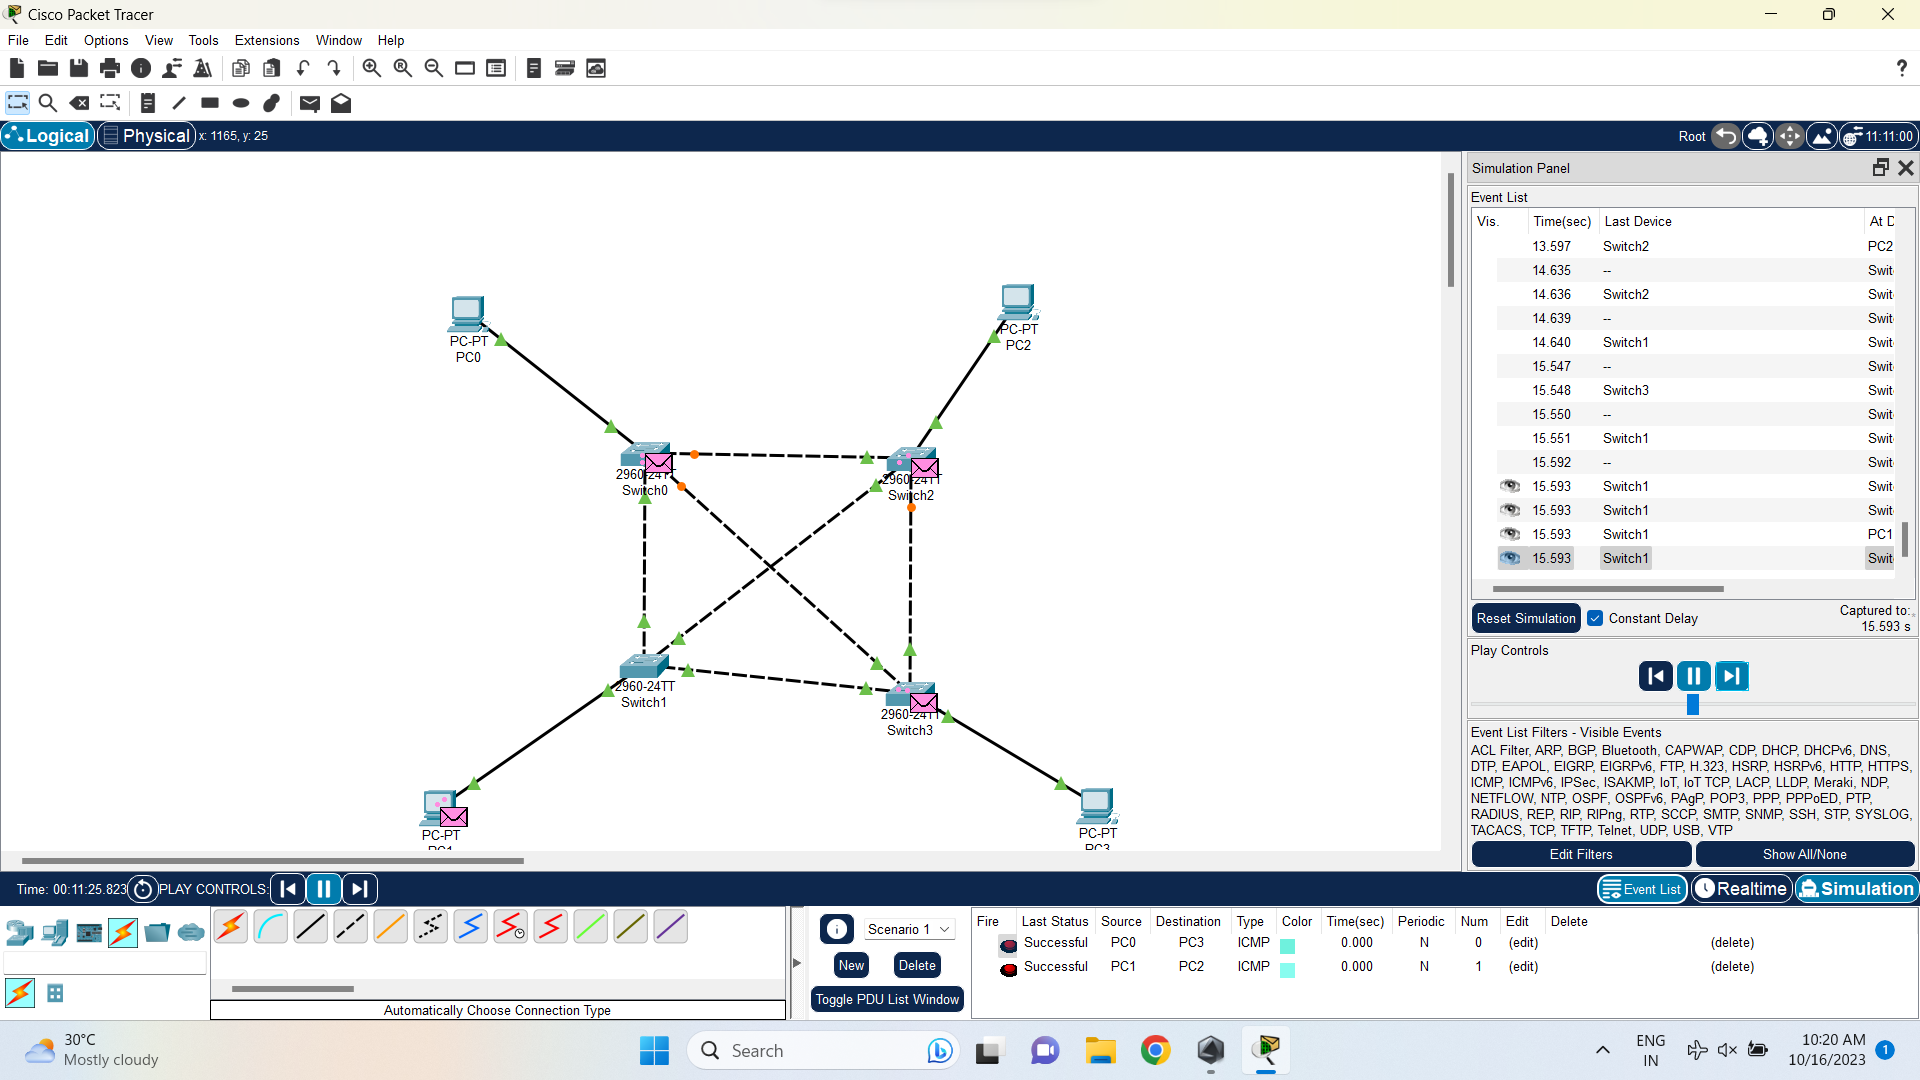 Cisco Packet Tracer
File Edit Options View Tools Extensions Window Help
?
Logical Physical x: 1165, y: 25 Root 11:11:00
Simulation Panel
Event List
Vis. Time(sec) Last Device At D
13.597 Switch2 PC2
14.635 -- Swit
14.636 Switch2 Swit
14.639 -- Swit
14.640 Switch1 Swit
15.547 -- Swit
15.548 Switch3 Swit
15.550 -- Swit
15.551 Switch1 Swit
15.592 -- Swit
15.593 Switch1 Swit
15.593 Switch1 Swit
15.593 Switch1 PC1
15.593 Switch1 Swit
Reset Simulation Constant Delay Captured to:
15.593 s
Play Controls
Event List Filters - Visible Events
ACL Filter, ARP, BGP, Bluetooth, CAPWAP, CDP, DHCP, DHCPv6, DNS,
DTP, EAPOL, EIGRP, EIGRPv6, FTP, H.323, HSRP, HSRPv6, HTTP, HTTPS,
ICMP, ICMPv6, IPSec, ISAKMP, IoT, IoT TCP, LACP, LLDP, Meraki, NDP,
NETFLOW, NTP, OSPF, OSPFv6, PAgP, POP3, PPP, PPPoED, PTP,
RADIUS, REP, RIP, RIPng, RTP, SCCP, SMTP, SNMP, SSH, STP, SYSLOG,
TACACS, TCP, TFTP, Telnet, UDP, USB, VTP
Edit Filters Show All/None
PC-PT
PC0
PC-PT
PC2
2960-24TT
Switch0
2960-24TT
Switch2
2960-24TT
Switch1
2960-24TT
Switch3
PC-PT
PC1
PC-PT
PC3
Time: 00:11:25.823 PLAY CONTROLS: Event List Realtime Simulation
Automatically Choose Connection Type
Scenario 1
New Delete
Toggle PDU List Window
Fire Last Status Source Destination Type Color Time(sec) Periodic Num Edit Delete
Successful PC0 PC3 ICMP 0.000 N 0 (edit) (delete)
Successful PC1 PC2 ICMP 0.000 N 1 (edit) (delete)
30°C
Mostly cloudy
Search
ENG
IN
10:20 AM
10/16/2023
1